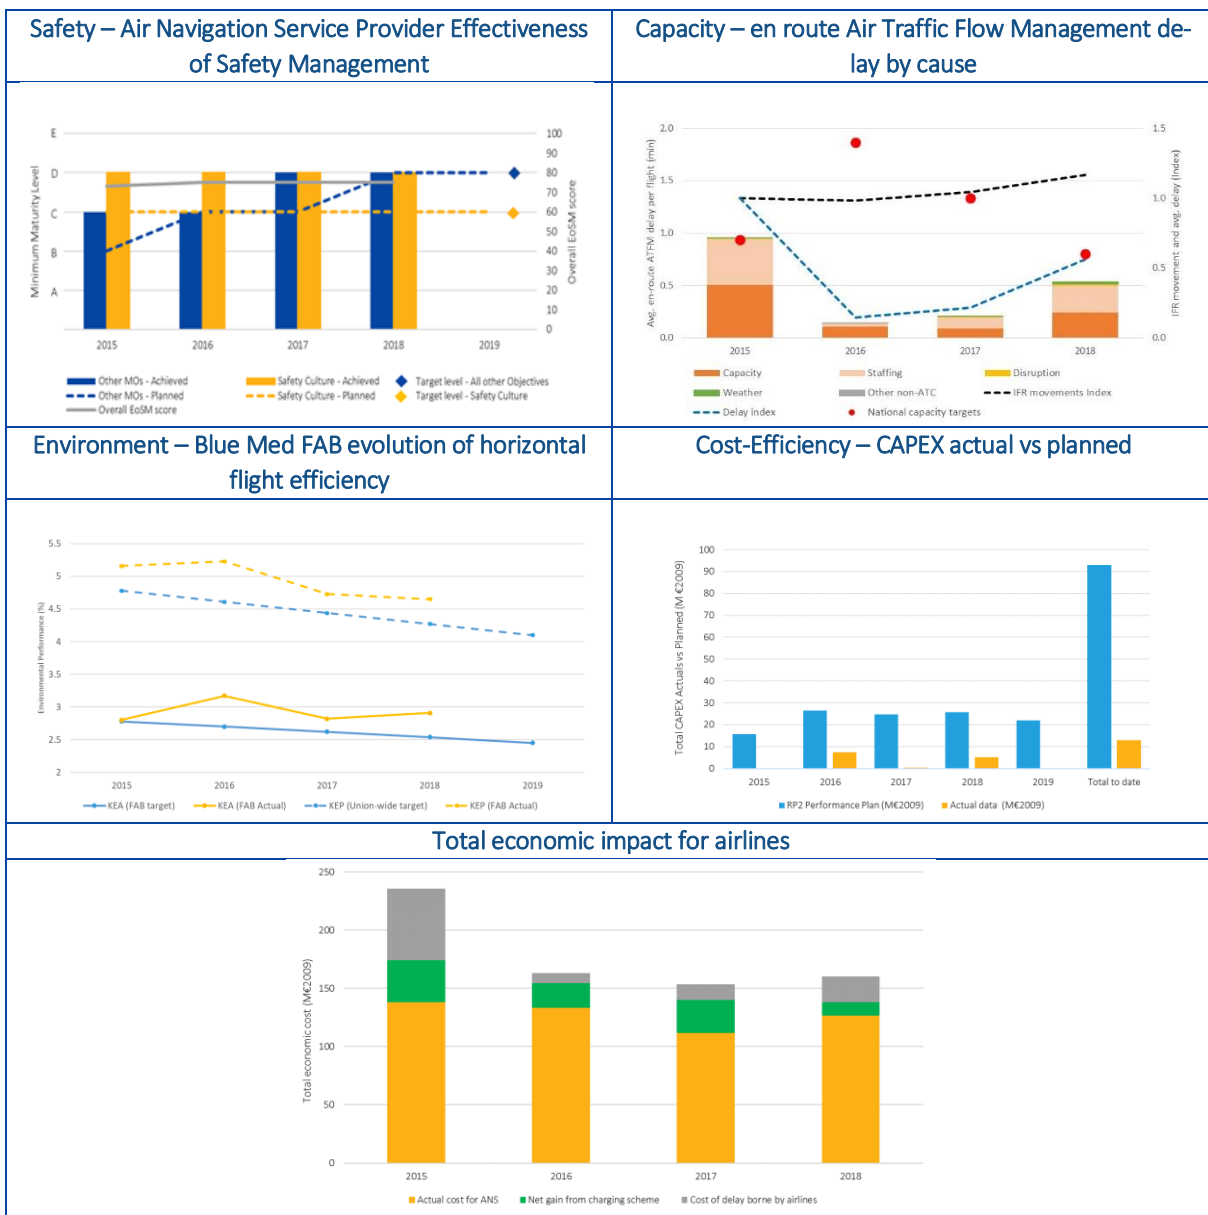 Safety – Air Navigation Service Provider Effectiveness
of Safety Management
Capacity – en route Air Traffic Flow Management de-
lay by cause
E
D
C
B
A
Minimum Maturity Level
100
90
80
70
60
50
40
30
20
10
0
Overall EoSM score
2015 2016 2017 2018 2019
Other MOs - Achieved Safety Culture - Achieved Target level - All other Objectives
Other MOs - Planned Safety Culture - Planned Target level - Safety Culture
Overall EoSM score
2.0
1.5
1.0
0.5
0.0
Avg. en-route ATFM delay per flight (min)
1.5
1.0
0.5
0.0
IFR movement and avg. delay (Index)
2015 2016 2017 2018
Capacity Staffing Disruption
Weather Other non-ATC IFR movements Index
Delay index National capacity targets
Environment – Blue Med FAB evolution of horizontal
flight efficiency
Cost-Efficiency – CAPEX actual vs planned
5.5
5
4.5
4
3.5
3
2.5
2
Environmental Performance (%)
2015 2016 2017 2018 2019
KEA (FAB target) KEA (FAB Actual) KEP (Union-wide target) KEP (FAB Actual)
100
90
80
70
60
50
40
30
20
10
0
Total CAPEX Actuals vs Planned (M €2009)
2015 2016 2017 2018 2019 Total to date
RP2 Performance Plan (M€2009) Actual data (M€2009)
Total economic impact for airlines
250
200
150
100
50
0
Total economic cost (M€2009)
2015 2016 2017 2018
Actual cost for ANS Net gain from charging scheme Cost of delay borne by airlines